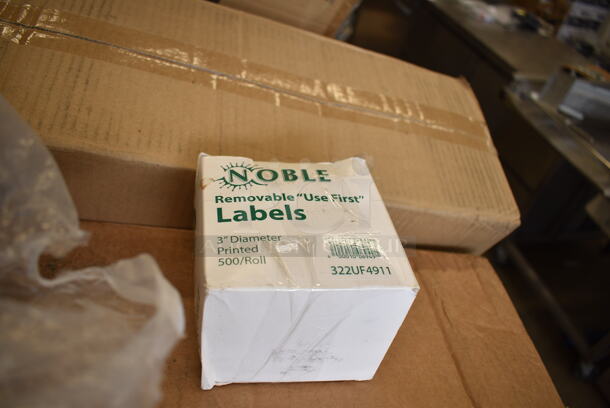 NOBLE
Removable "Use First"
Labels
3" Diameter
Printed
500/Roll
322UF4911